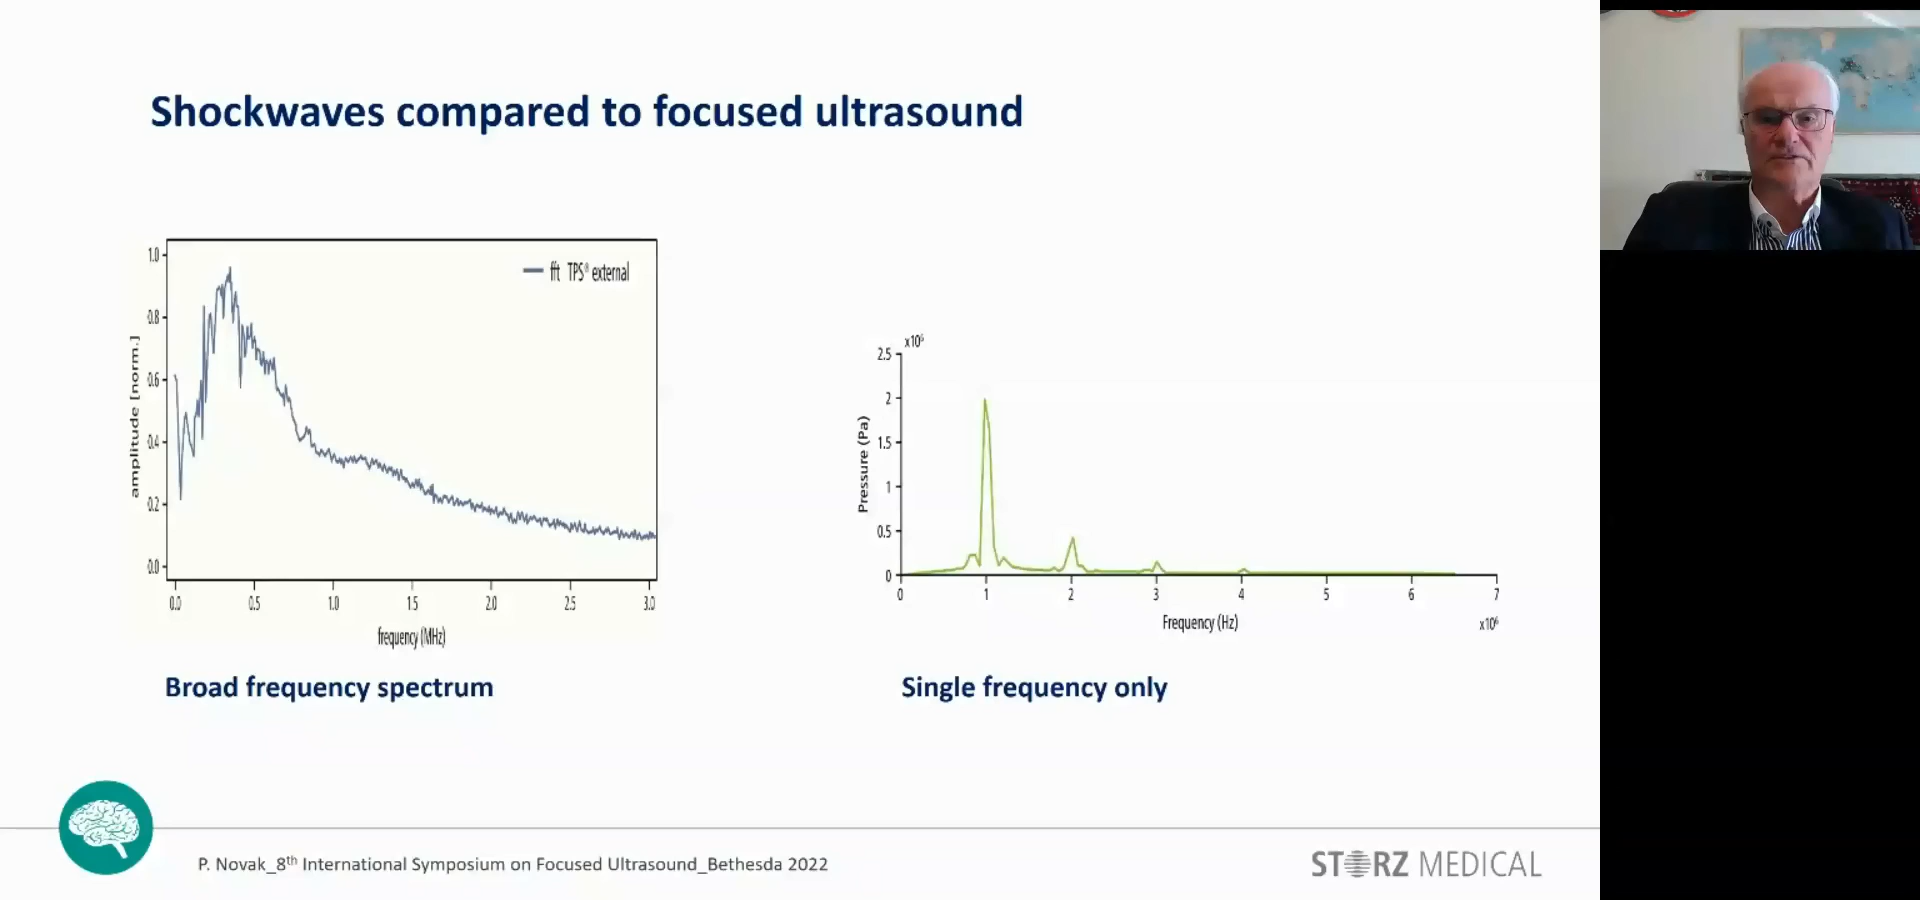 Shockwaves compared to focused ultrasound
fft TPS® external
amplitude [norm.]
1.0
0.8
0.6
0.4
0.2
0.0
0.0 0.5 1.0 1.5 2.0 2.5 3.0
frequency (MHz)
Broad frequency spectrum
x10⁶
Pressure (Pa)
2.5
2
1.5
1
0.5
0
0 1 2 3 4 5 6 7
Frequency (Hz)
x10⁶
Single frequency only
P. Novak_8th International Symposium on Focused Ultrasound_Bethesda 2022
STORZ MEDICAL